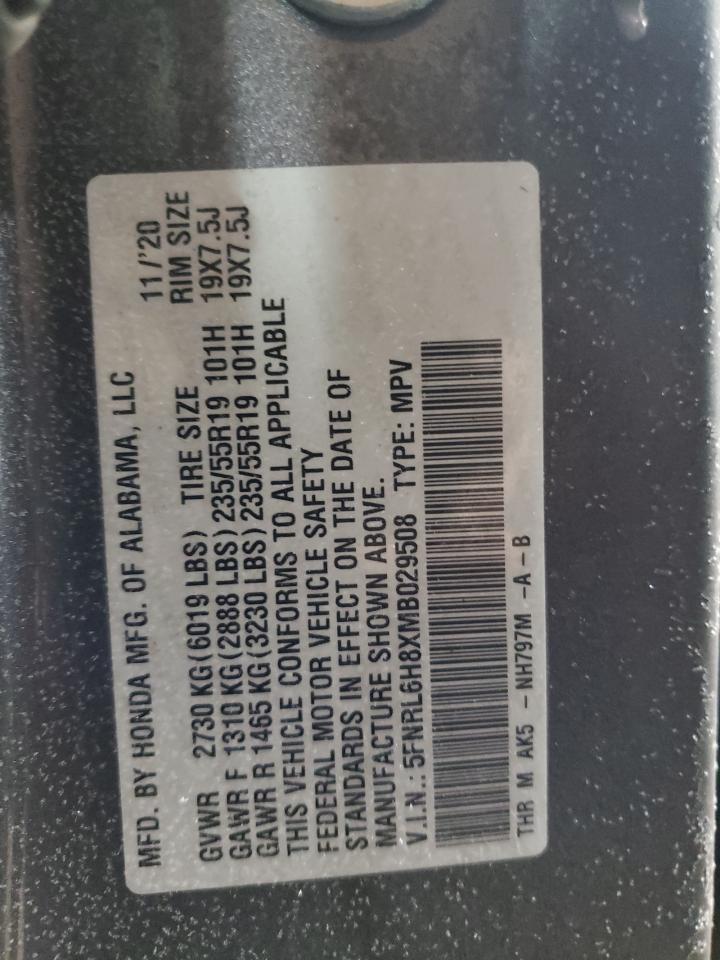 MFD. BY HONDA MFG. OF ALABAMA, LLC 11/'20
GVWR 2730 KG(6019 LBS) TIRE SIZE RIM SIZE
GAWR F 1310 KG(2888 LBS) 235/55R19 101H 19X7.5J
GAWR R 1465 KG(3230 LBS) 235/55R19 101H 19X7.5J
THIS VEHICLE CONFORMS TO ALL APPLICABLE
FEDERAL MOTOR VEHICLE SAFETY
STANDARDS IN EFFECT ON THE DATE OF
MANUFACTURE SHOWN ABOVE.
V.I.N.: 5FNRL6H8XMB029508 TYPE: MPV
THR M AK5 - NH797M -A-B